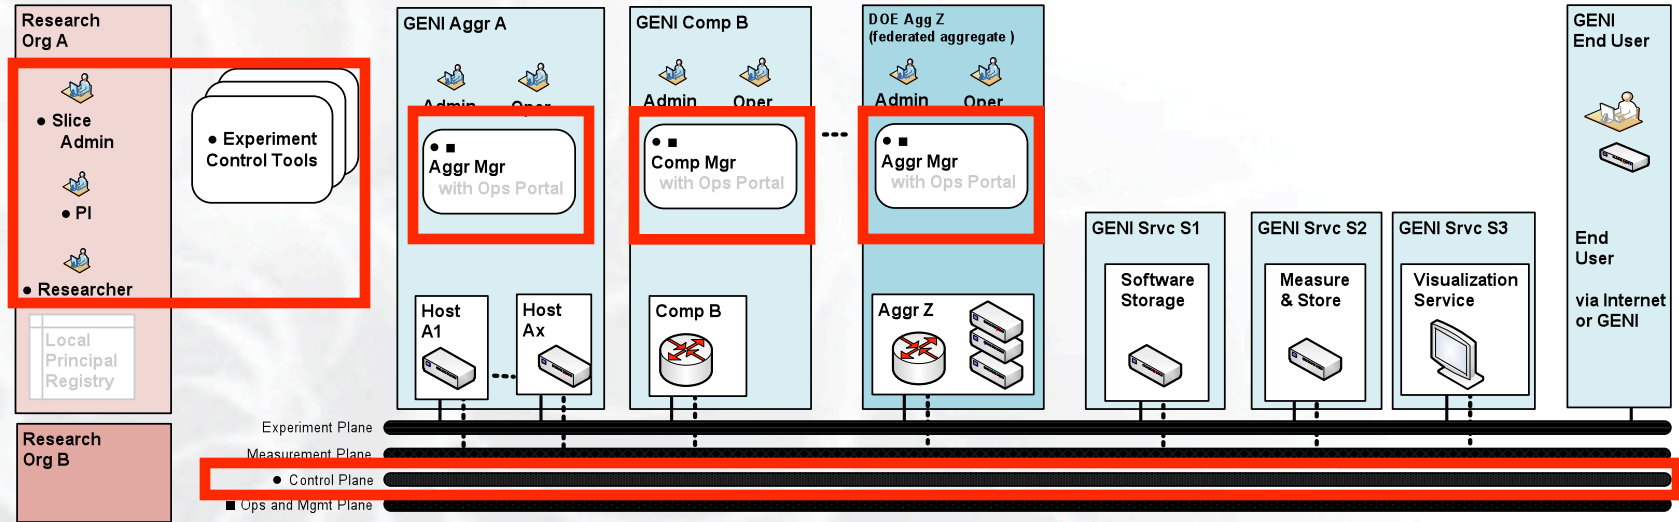 Research
Org A
● Slice
Admin
● PI
● Researcher
Local
Principal
Registry
Research
Org B
● Experiment
Control Tools
GENI Aggr A
Admin
Oper
● ■
Aggr Mgr
with Ops Portal
Host
A1
Host
Ax
GENI Comp B
Admin
Oper
● ■
Comp Mgr
with Ops Portal
Comp B
DOE Agg Z
(federated aggregate )
Admin
Oper
● ■
Aggr Mgr
with Ops Portal
Aggr Z
GENI Srvc S1
Software
Storage
GENI Srvc S2
Measure
& Store
GENI Srvc S3
Visualization
Service
GENI
End User
End
User
via Internet
or GENI
Experiment Plane
Measurement Plane
● Control Plane
■ Ops and Mgmt Plane